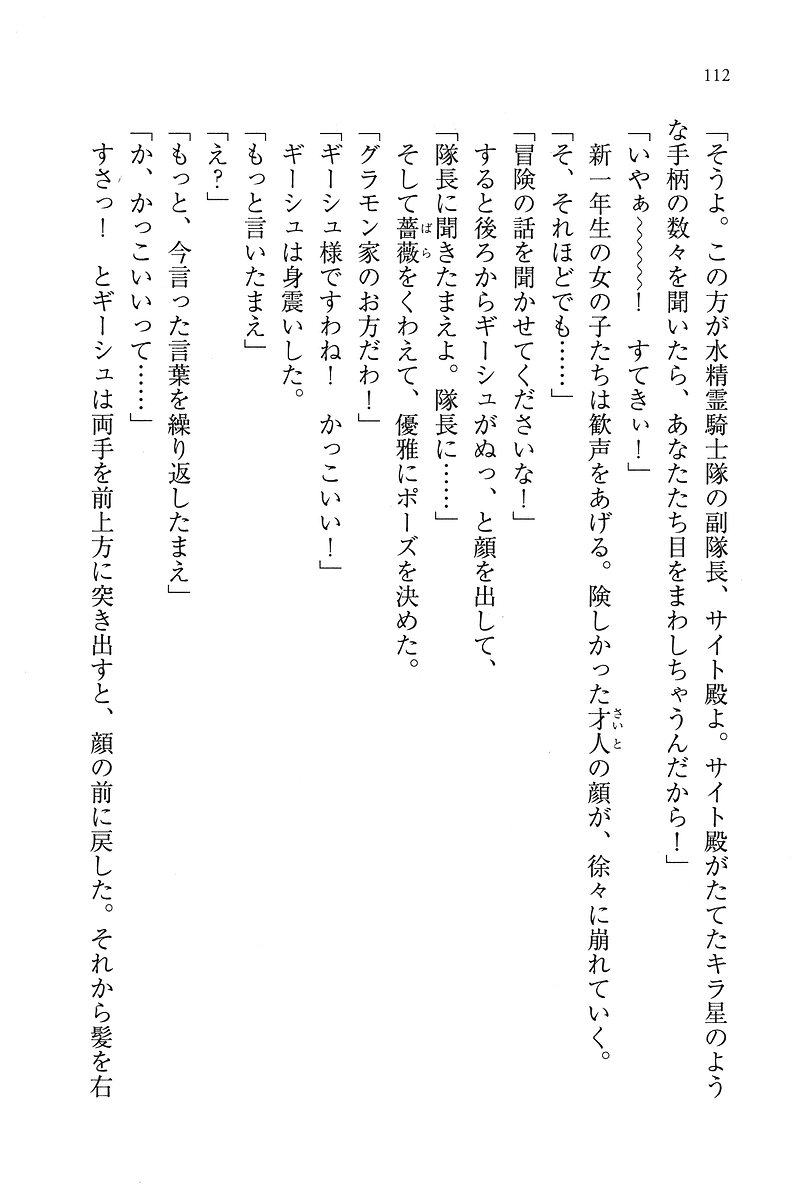 112
「そうよ。この方が水精霊騎士隊の副隊長、サイト殿よ。サイト殿がたてたキラ星のよう
な手柄の数々を聞いたら、あなたたち目をまわしちゃうんだから！」
「いやぁ～～～～！　すてきぃ！」
　新一年生の女の子たちは歓声をあげる。険しかった才人の顔が、徐々に崩れていく。
「そ、それほどでも……」
「冒険の話を聞かせてくださいな！」
　すると後ろからギーシュがぬっ、と顔を出して、
「隊長に聞きたまえよ。隊長に……」
　そして薔薇をくわえて、優雅にポーズを決めた。
「グラモン家のお方だわ！」
「ギーシュ様ですわね！　かっこいい！」
　ギーシュは身震いした。
「もっと言いたまえ」
「え？」
「もっと、今言った言葉を繰り返したまえ」
「か、かっこいいって……」
　すさっ！　とギーシュは両手を前上方に突き出すと、顔の前に戻した。それから髪を右